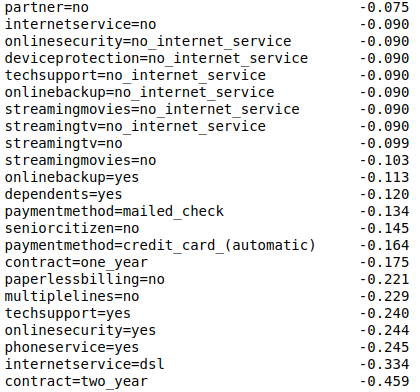 partner=no -0.075
internetservice=no -0.090
onlinesecurity=no_internet_service -0.090
deviceprotection=no_internet_service -0.090
techsupport=no_internet_service -0.090
onlinebackup=no_internet_service -0.090
streamingmovies=no_internet_service -0.090
streamingtv=no_internet_service -0.090
streamingtv=no -0.099
streamingmovies=no -0.103
onlinebackup=yes -0.113
dependents=yes -0.120
paymentmethod=mailed_check -0.134
seniorcitizen=no -0.145
paymentmethod=credit_card_(automatic) -0.164
contract=one_year -0.175
paperlessbilling=no -0.221
multiplelines=no -0.229
techsupport=yes -0.240
onlinesecurity=yes -0.244
phoneservice=yes -0.245
internetservice=dsl -0.334
contract=two_year -0.459